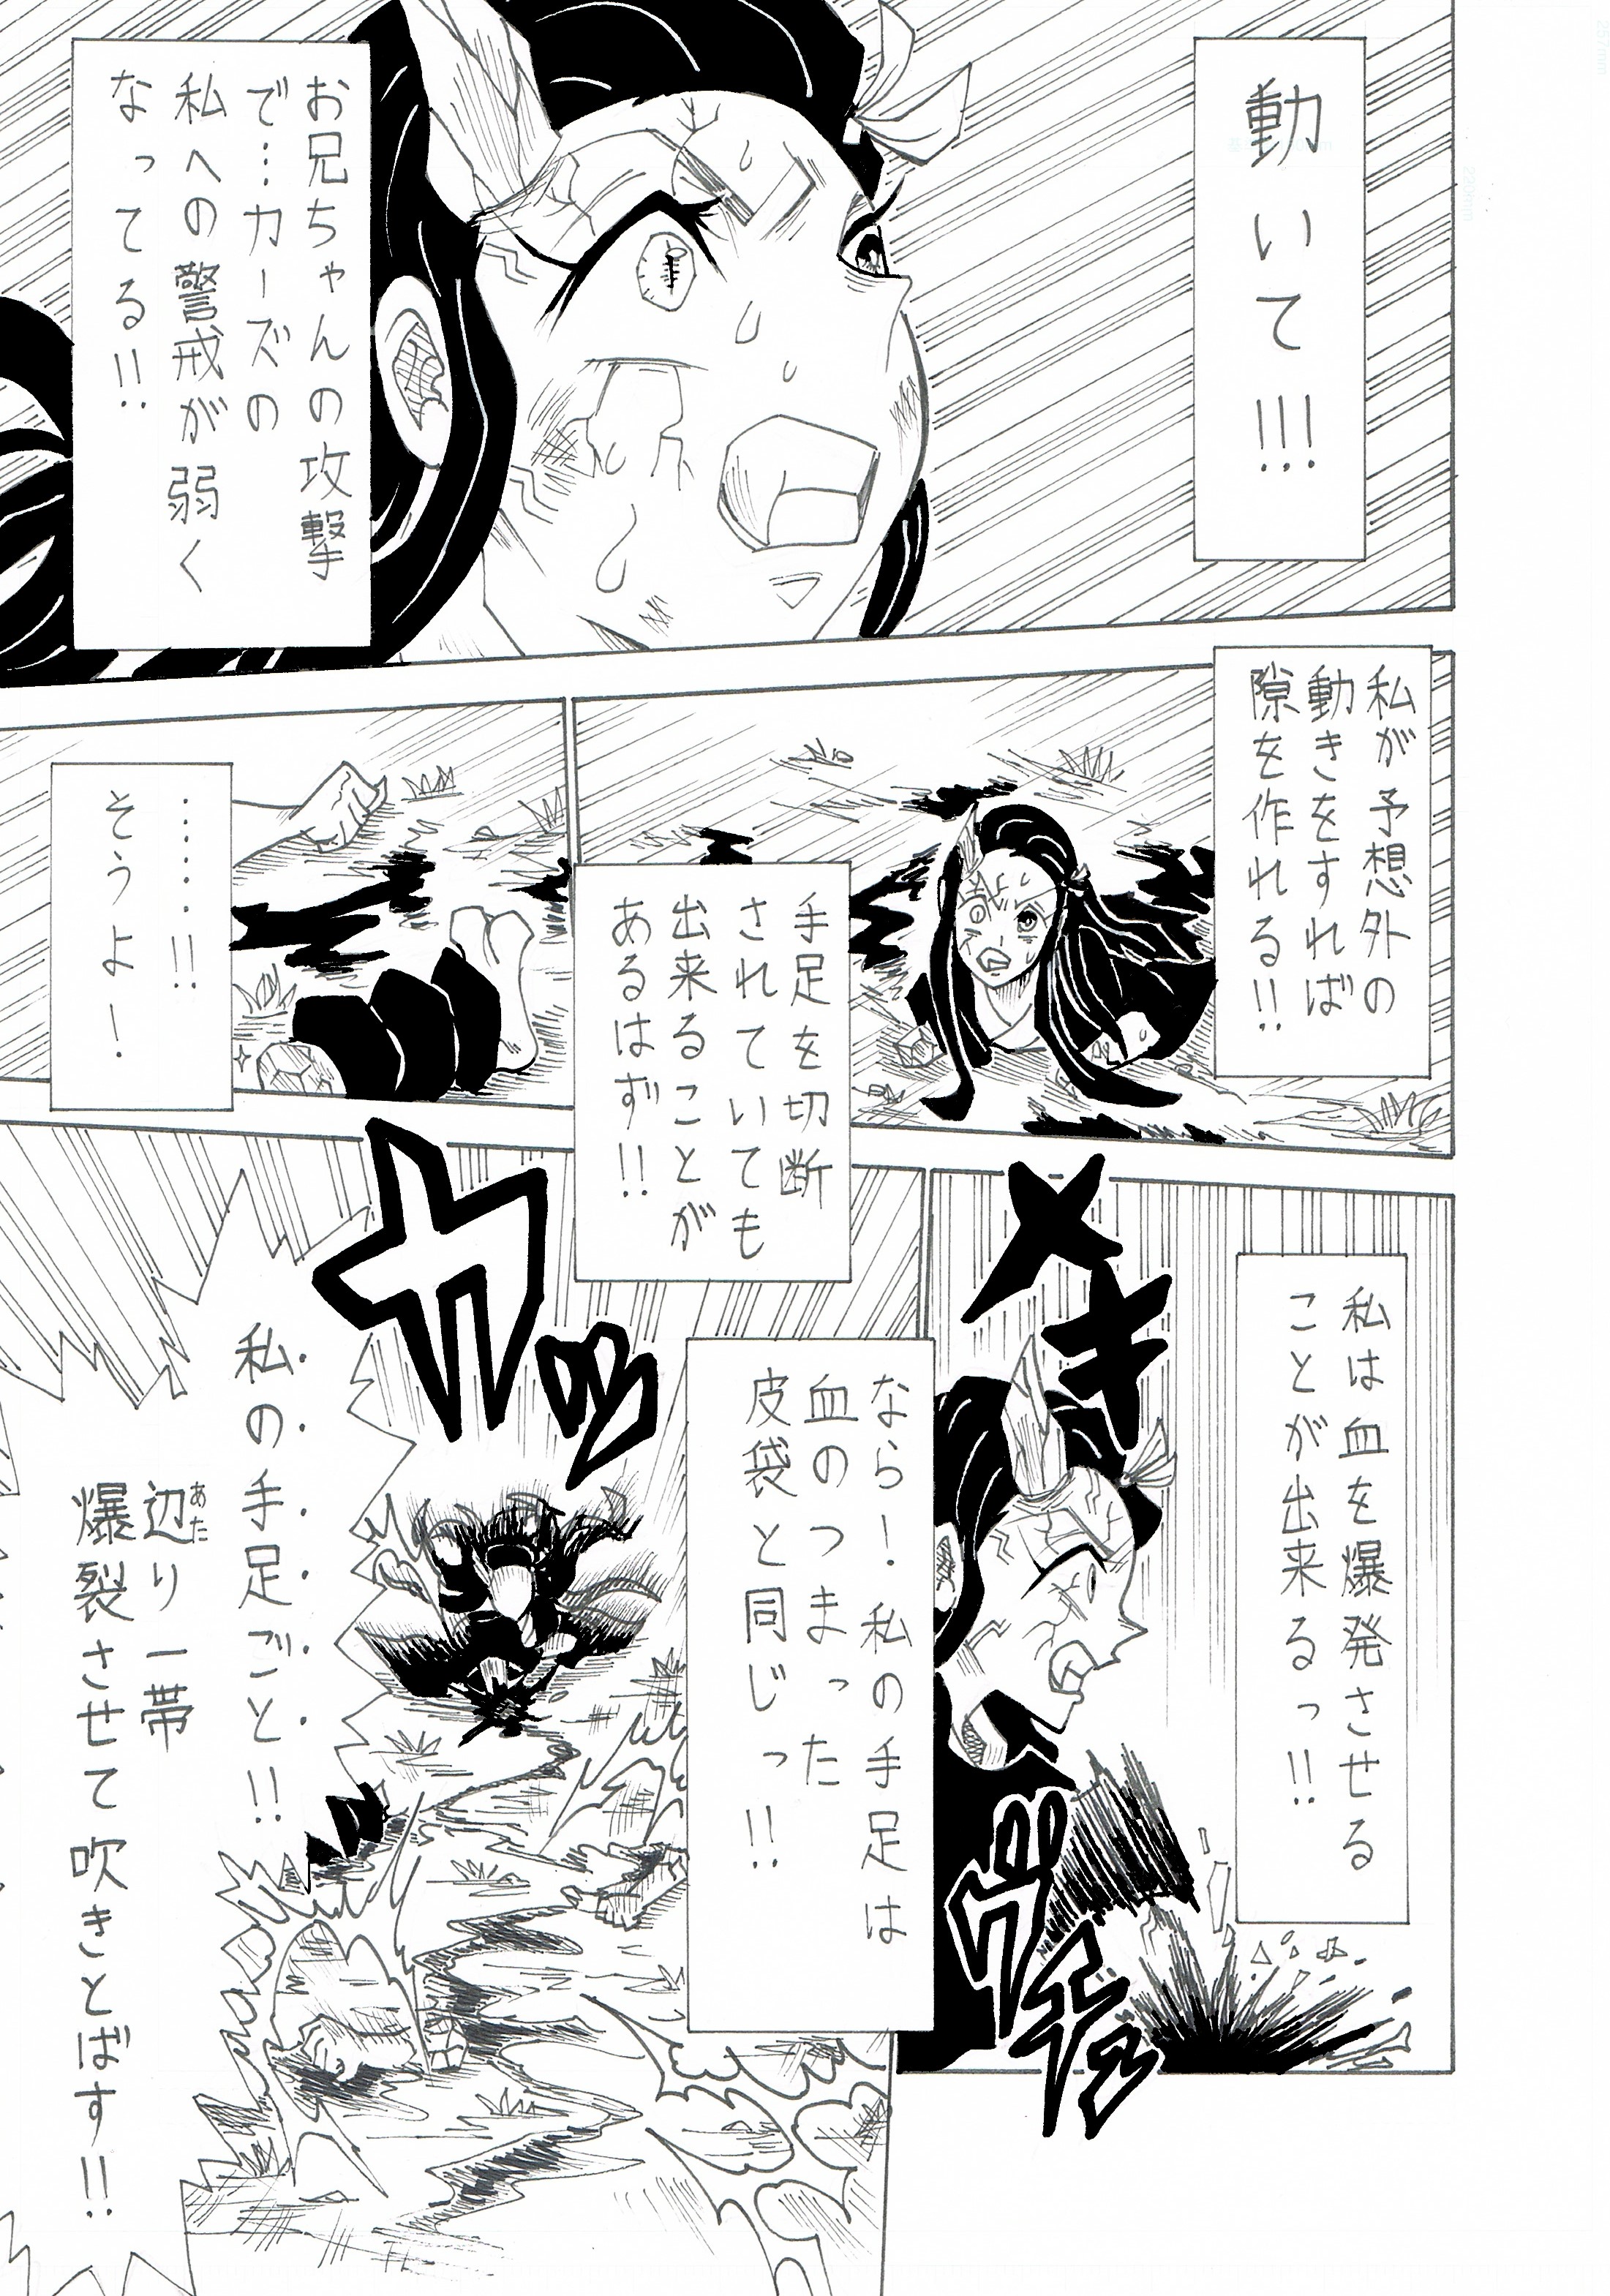 動いて!!!
お兄ちゃんの攻撃
で…カーズの
私への警戒が弱く
なってる!!
私が予想外の
動きをすれば
隙を作れる!!
手足を切断
されていても
出来ることが
あるはず!!
………!!
そうよ!
私は血を爆発させる
ことが出来るっ!!
メキ
なら!私の手足は
血のつまった
皮袋と同じっ!!
カッ
私の手足ごと!!
辺り一帯
あた
爆裂させて吹きとばす!!